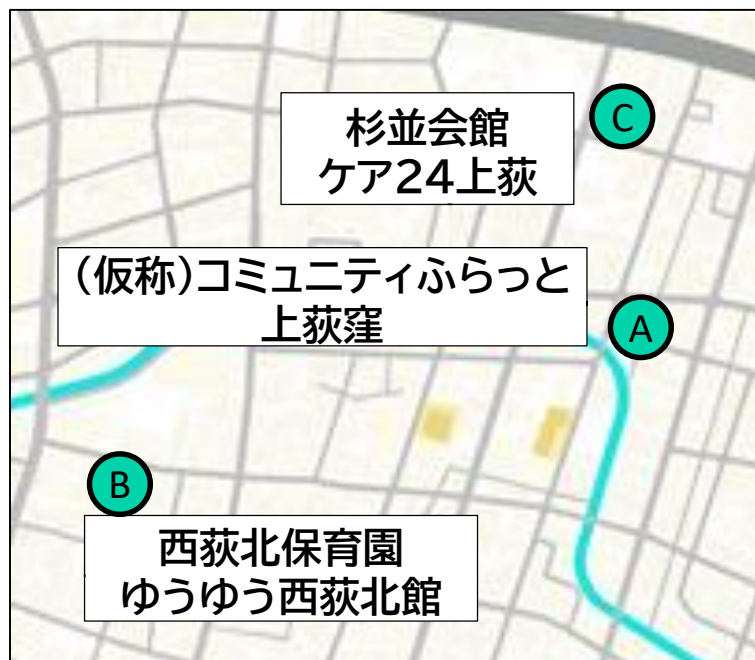 杉並会館
ケア24上荻
C
(仮称)コミュニティふらっと
上荻窪
A
B
西荻北保育園
ゆうゆう西荻北館